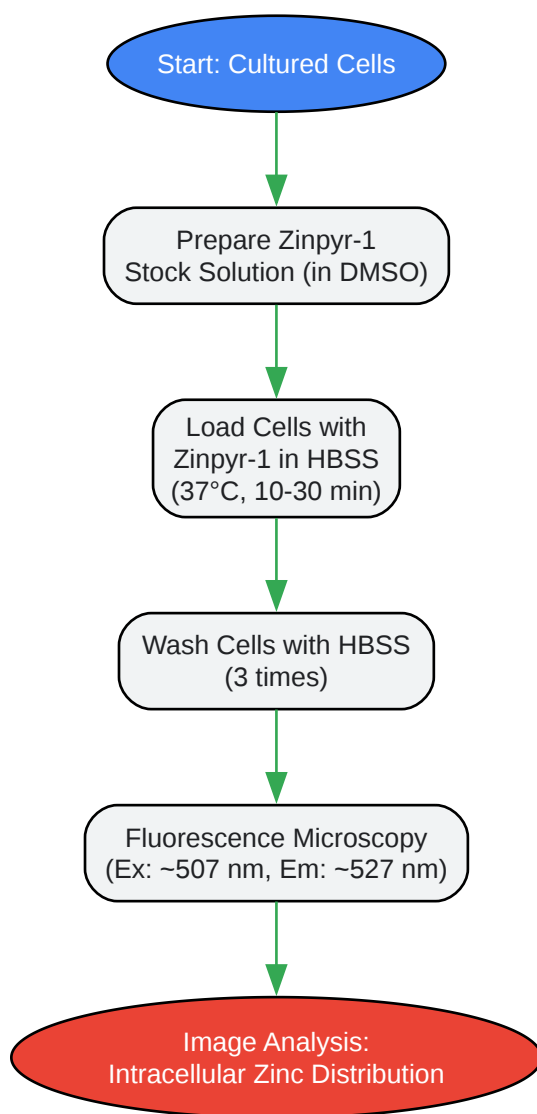 Start: Cultured Cells
Prepare Zinpyr-1
Stock Solution (in DMSO)
Load Cells with
Zinpyr-1 in HBSS
(37°C, 10-30 min)
Wash Cells with HBSS
(3 times)
Fluorescence Microscopy
(Ex: ~507 nm, Em: ~527 nm)
Image Analysis:
Intracellular Zinc Distribution